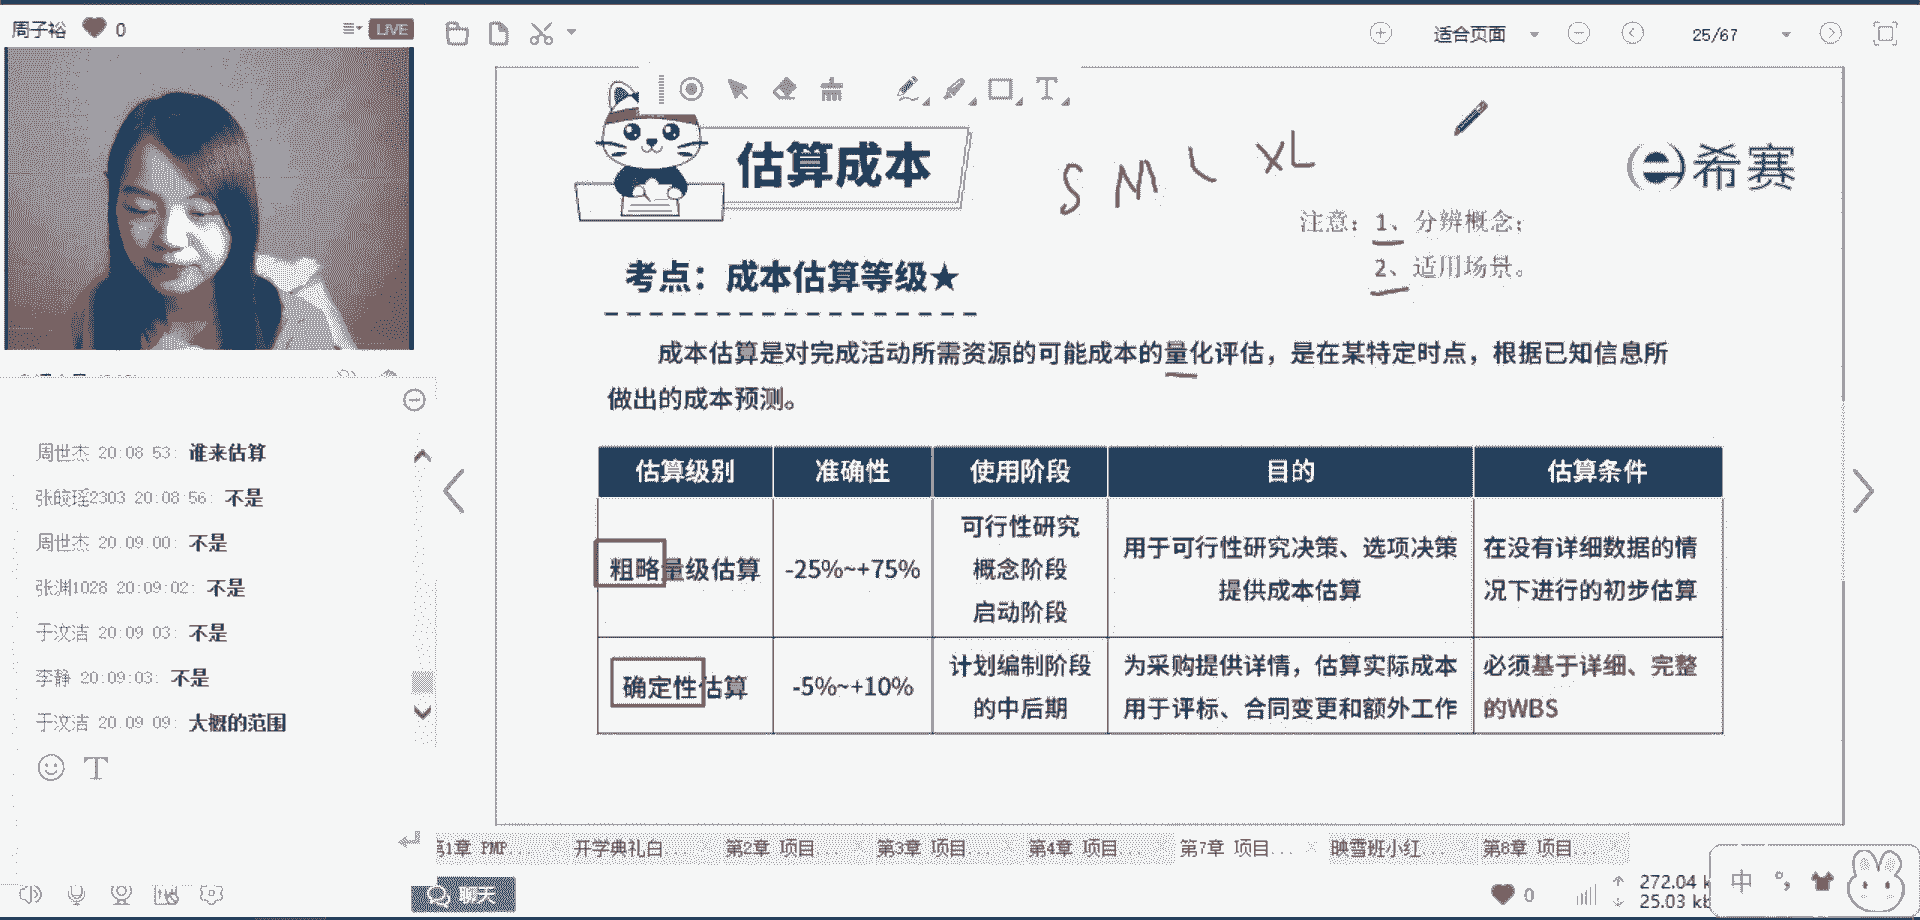 周子裕 0 LIVE
适合页面 25/67
估算成本
S M L XL
希赛
注意：1、分辨概念；
2、适用场景。
考点：成本估算等级★
成本估算是对完成活动所需资源的可能成本的量化评估，是在某特定时点，根据已知信息所
做出的成本预测。
估算级别 准确性 使用阶段 目的 估算条件
粗略量级估算 -25%~+75% 可行性研究 概念阶段 启动阶段 用于可行性研究决策、选项决策 提供成本估算 在没有详细数据的情 况下进行的初步估算
确定性估算 -5%~+10% 计划编制阶段 的中后期 为采购提供详情，估算实际成本 用于评标、合同变更和额外工作 必须基于详细、完整 的WBS
周世杰 20:08 53: 谁来估算
张皎瑶2303 20:08 56: 不是
周世杰 20:09:00: 不是
张渊1028 20:09:02: 不是
于汶洁 20:09 03: 不是
李静 20:09:03: 不是
于汶洁 20:09 09: 大概的范围
T
第1章 PMP... 开学典礼白... 第2章 项目... 第3章 项目... 第4章 项目... 第7章 项目... 映雪班小红... 第8章 项目...
聊天 0 272.04 k
25.03 kb
中